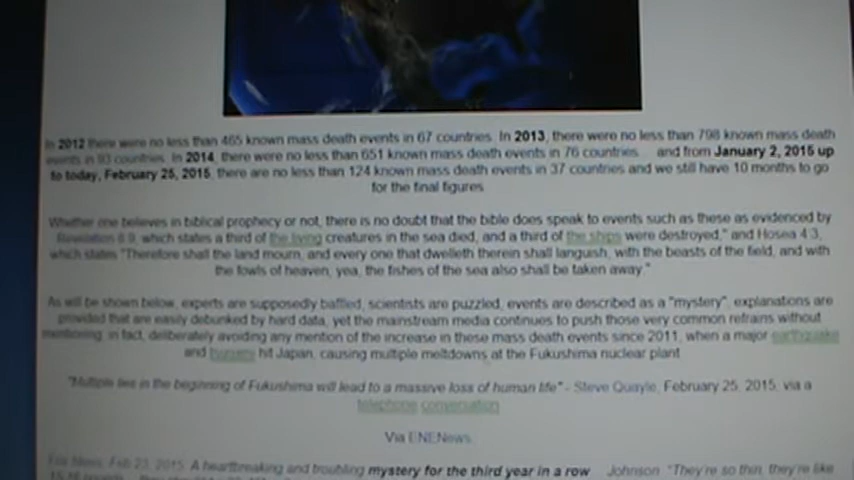 In 2012 there were no less than 465 known mass death events in 67 countries. In 2013, there were no less than 798 known mass death
events in 93 countries. In 2014, there were no less than 651 known mass death events in 76 countries... and from January 2, 2015 up
to today, February 25, 2015, there are no less than 124 known mass death events in 37 countries and we still have 10 months to go
for the final figures
Whether one believes in biblical prophecy or not, there is no doubt that the bible does speak to events such as these as evidenced by
Revelation 8:9, which states a third of the living creatures in the sea died, and a third of the ships were destroyed," and Hosea 4:3,
which states "Therefore shall the land mourn, and every one that dwelleth therein shall languish, with the beasts of the field, and with
the fowls of heaven; yea, the fishes of the sea also shall be taken away."
As will be shown below, experts are supposedly baffled, scientists are puzzled, events are described as a "mystery", explanations are
provided that are easily debunked by hard data, yet the mainstream media continues to push those very common refrains without
mentioning, in fact, deliberately avoiding any mention of the increase in these mass death events since 2011, when a major earthquake
and tsunami hit Japan, causing multiple meltdowns at the Fukushima nuclear plant
"Multiple lies in the beginning of Fukushima will lead to a massive loss of human life" - Steve Quayle, February 25, 2015, via a
telephone conversation
Via ENENews
Feb 23, 2015: A heartbreaking and troubling mystery for the third year in a row... Johnson: "They're so thin, they're like